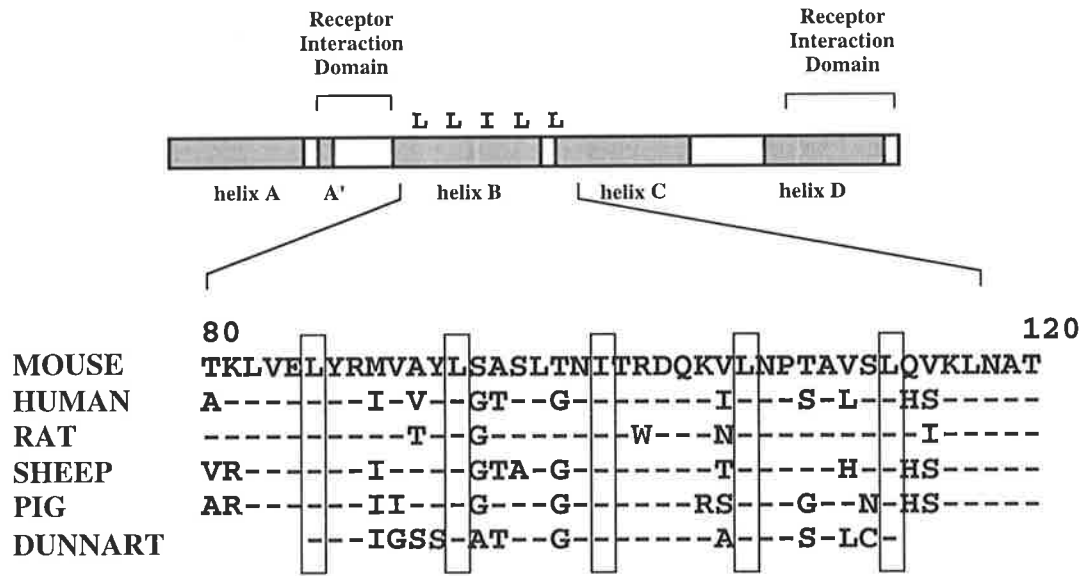 Receptor
Interaction
Domain
Receptor
Interaction
Domain
L L I L L
helix A A' helix B helix C helix D
80 120
MOUSE TKLVELYRMVAYLSASLTNITRDQKVLNPTAVSLQVKLNAT
HUMAN A-------I-V--GT--G-------I---S-L--HS-----
RAT ----------T--G-------W---N---------I-----
SHEEP VR------I----GTA-G-------T-----H--HS-----
PIG AR------II---G---G------RS---G--N-HS-----
DUNNART ---IGSS-AT--G-------A---S-LC-